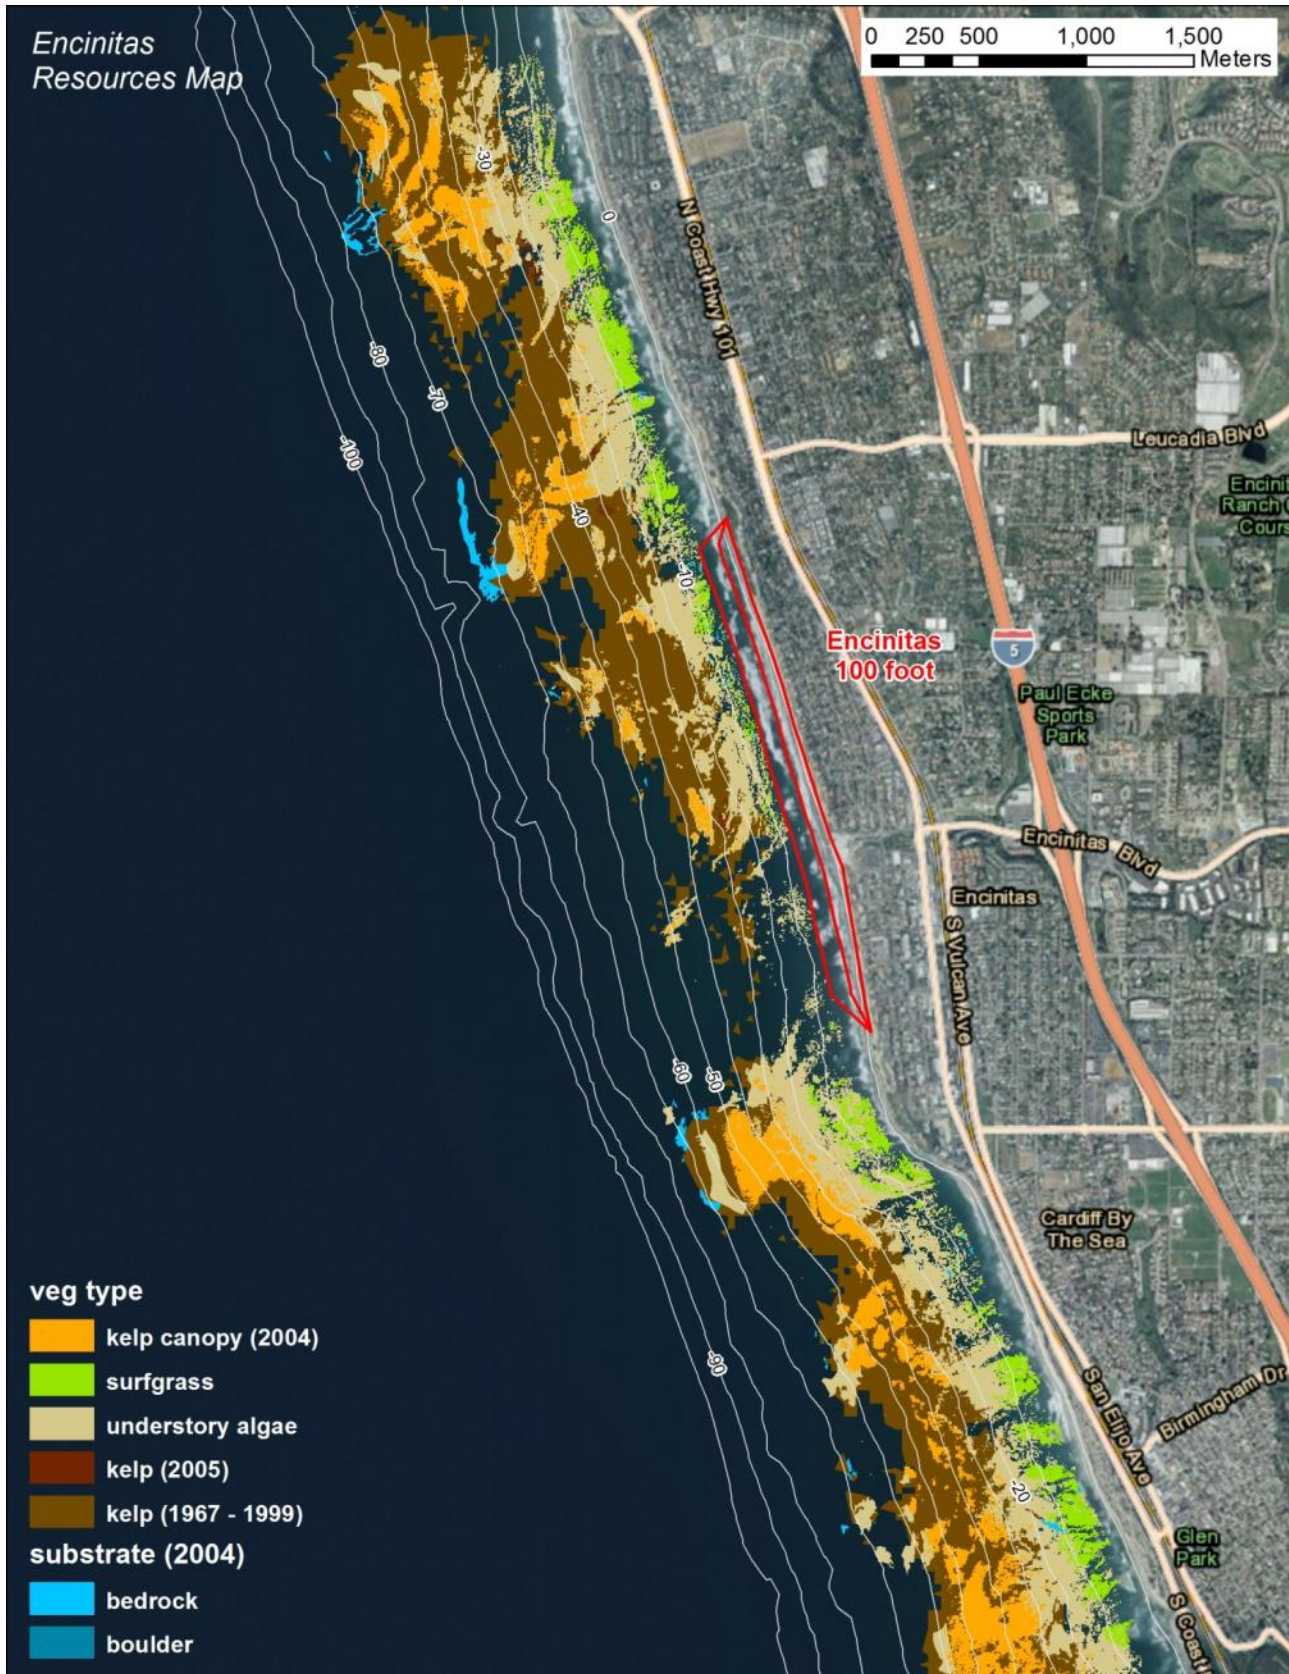 Encinitas
Resources Map
0 250 500 1,000 1,500
Meters
-30
0
N Coast Hwy 101
-80
-70
-100
Leucadia Blvd
Ranch
-40
-10
Encinitas
100 foot
5
Paul Ecke
Sports
Park
Encinitas Blvd
Encinitas
S Vulcan Ave
-60
-50
Cardiff By
The Sea
-90
San Elijo Ave
Birmingham Dr
-20
Glen
Park
S Coast
veg type
kelp canopy (2004)
surfgrass
understory algae
kelp (2005)
kelp (1967 - 1999)
substrate (2004)
bedrock
boulder